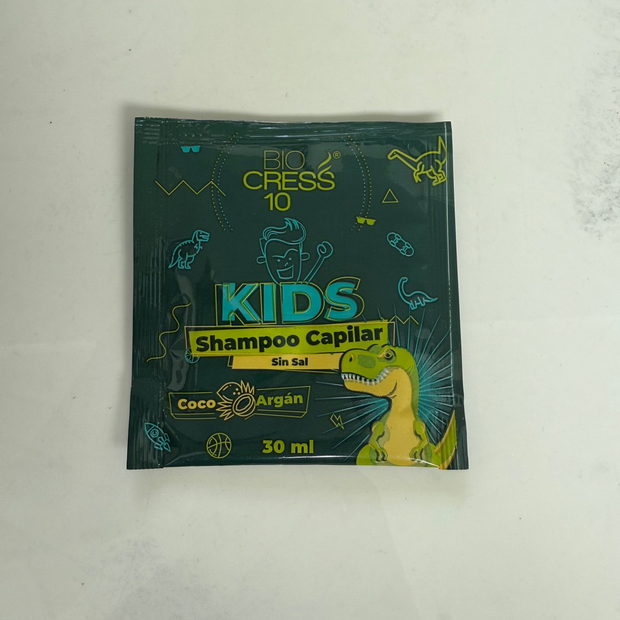 BIO
CRESS®
10
KIDS
Shampoo Capilar
Sin Sal
Coco Argán
30 ml